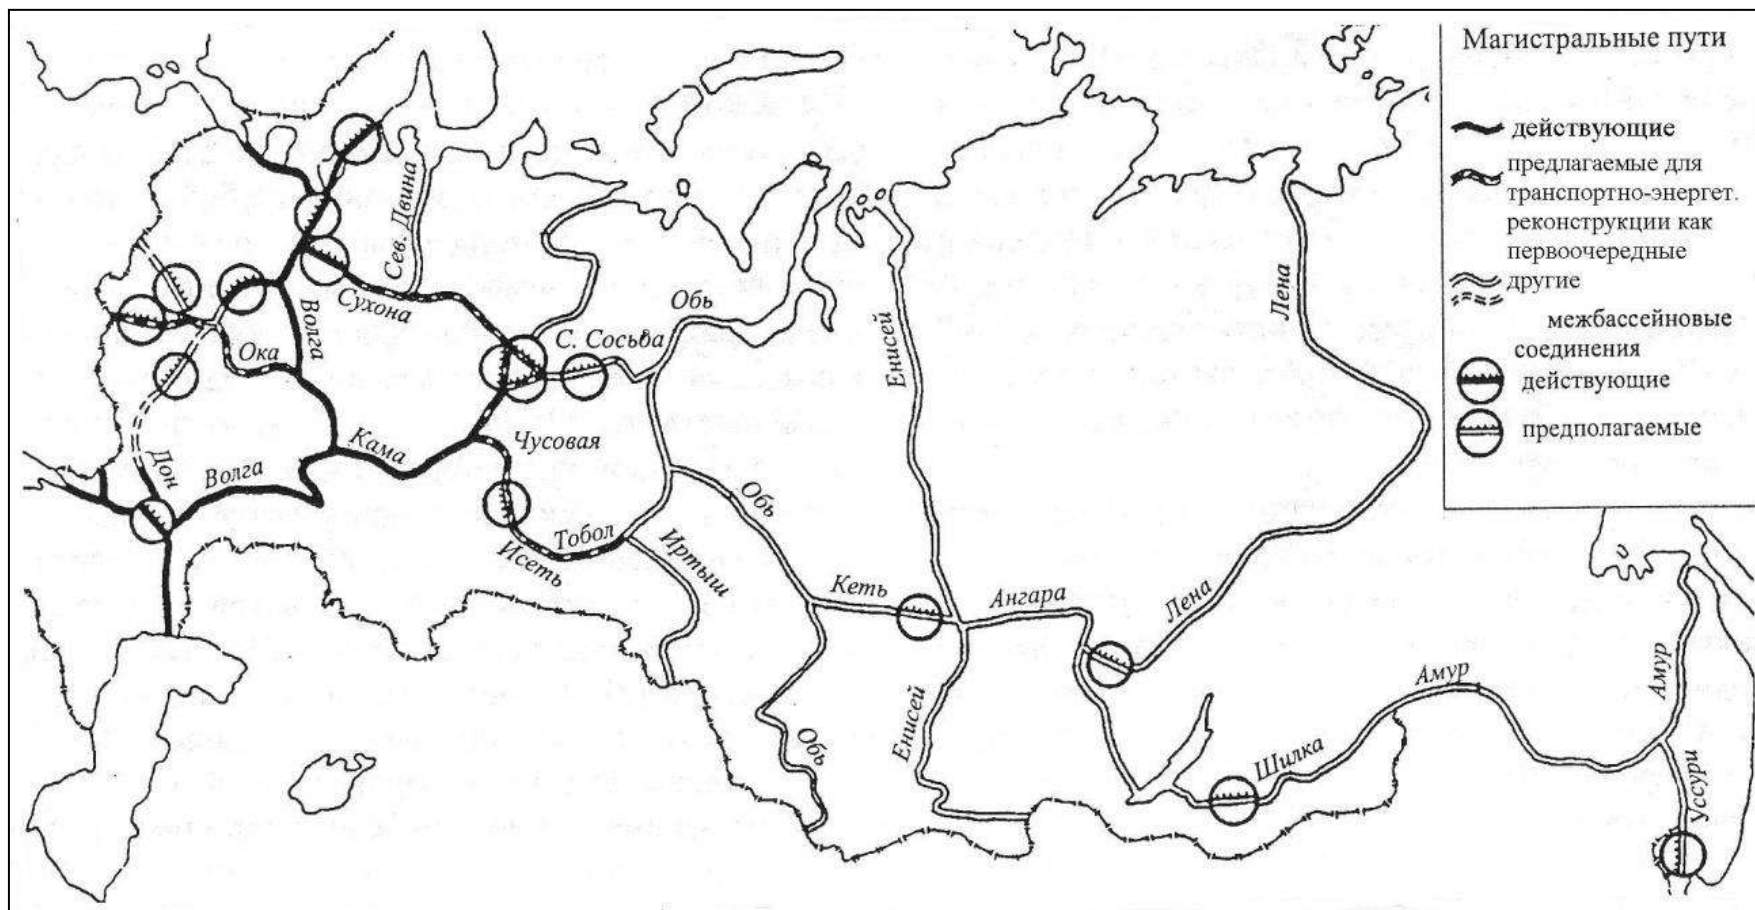 Магистральные пути
действующие
предлагаемые для
транспортно-энергет.
реконструкции как
первоочередные
другие
межбассейновые
соединения
действующие
предполагаемые
Сев. Двина
Сухона
Волга
Ока
Обь
С. Сосьва
Енисей
Лена
Чусовая
Кама
Волга
Дон
Обь
Тобол
Исеть
Иртыш
Кеть
Ангара
Лена
Амур
Амур
Енисей
Обь
Шилка
Уссури